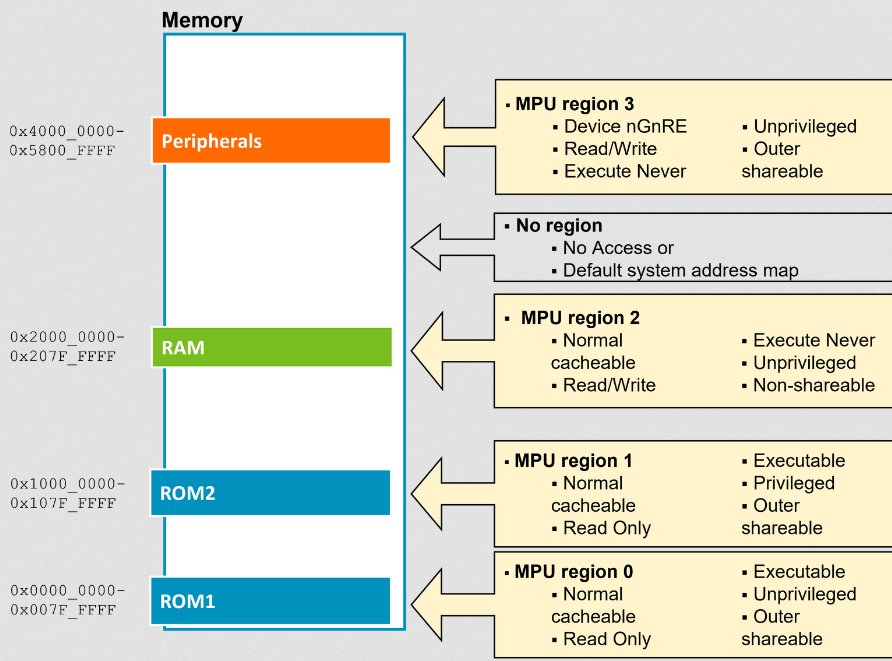 Memory
0x4000_0000-
0x5800_FFFF
Peripherals
▪ MPU region 3
▪ Device nGnRE
▪ Read/Write
▪ Execute Never
▪ Unprivileged
▪ Outer
shareable
▪ No region
▪ No Access or
▪ Default system address map
0x2000_0000-
0x207F_FFFF
RAM
▪ MPU region 2
▪ Normal
cacheable
▪ Read/Write
▪ Execute Never
▪ Unprivileged
▪ Non-shareable
0x1000_0000-
0x107F_FFFF
ROM2
▪ MPU region 1
▪ Normal
cacheable
▪ Read Only
▪ Executable
▪ Privileged
▪ Outer
shareable
0x0000_0000-
0x007F_FFFF
ROM1
▪ MPU region 0
▪ Normal
cacheable
▪ Read Only
▪ Executable
▪ Unprivileged
▪ Outer
shareable